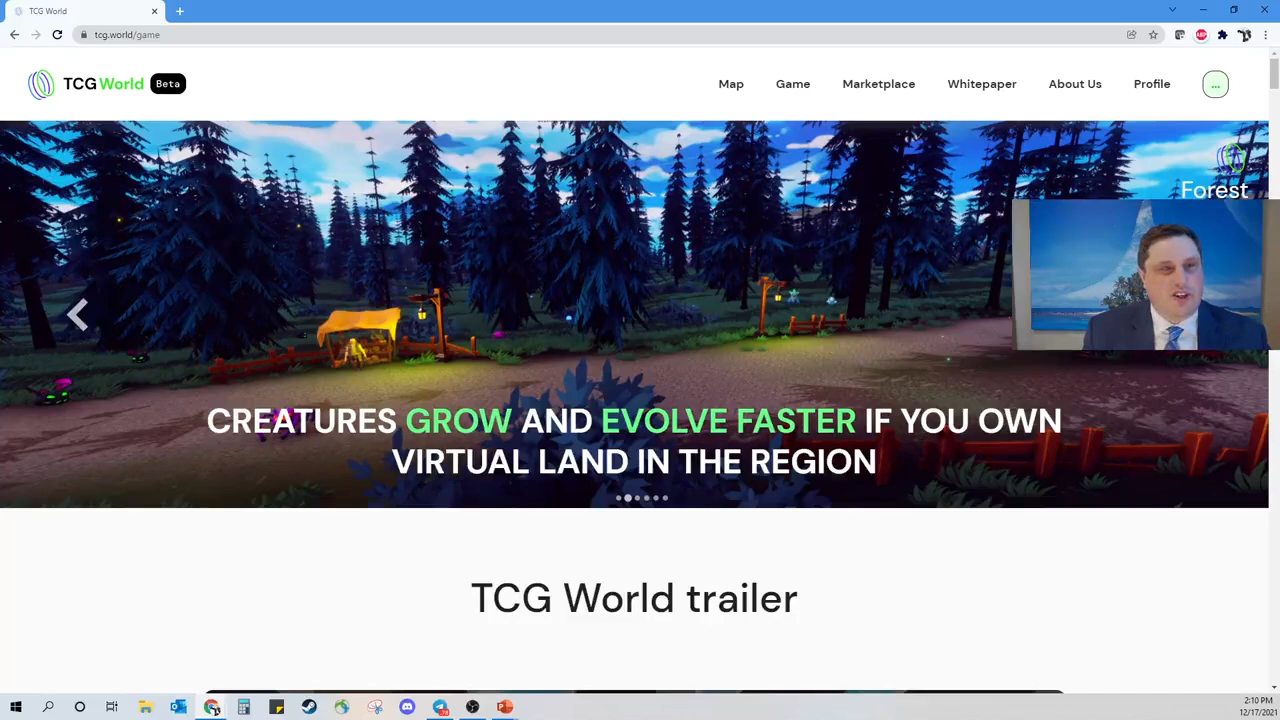 TCG World
tcg.world/game
TCG World Beta
Map
Game
Marketplace
Whitepaper
About Us
Profile
...
Forest
CREATURES GROW AND EVOLVE FASTER IF YOU OWN
VIRTUAL LAND IN THE REGION
TCG World trailer
2:10 PM
12/17/2021